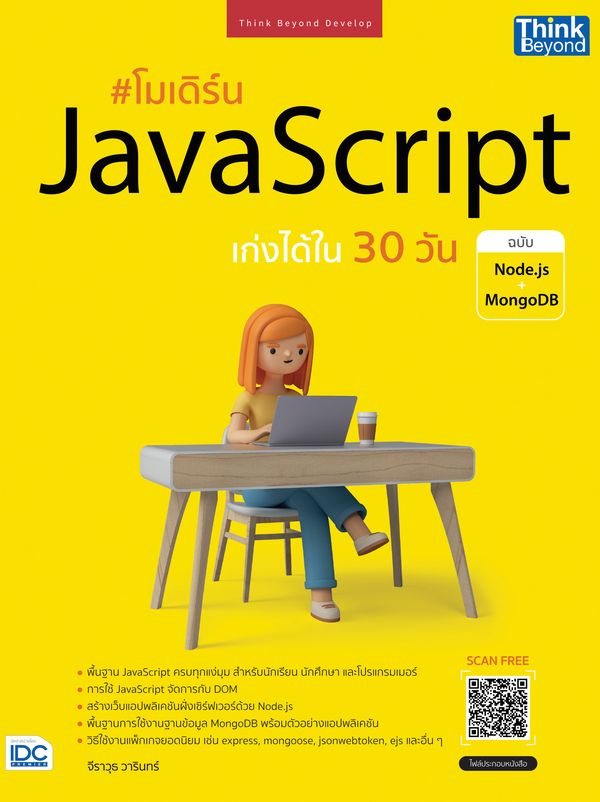 Think Beyond Develop
Think
Beyond
#โมเดิร์น
JavaScript
เก่งได้ใน 30 วัน
ฉบับ
Node.js
+
MongoDB
• พื้นฐาน JavaScript ครบทุกแง่มุม สำหรับนักเรียน นักศึกษา และโปรแกรมเมอร์
• การใช้ JavaScript จัดการกับ DOM
• สร้างเว็บแอปพลิเคชันฝั่งเซิร์ฟเวอร์ด้วย Node.js
• พื้นฐานการใช้งานฐานข้อมูล MongoDB พร้อมตัวอย่างแอปพลิเคชัน
• วิธีใช้งานแพ็กเกจยอดนิยม เช่น express, mongoose, jsonwebtoken, ejs และอื่น ๆ
จีราวุธ วารินทร์
SCAN FREE
ไฟล์ประกอบหนังสือ
IDC
PREMIER